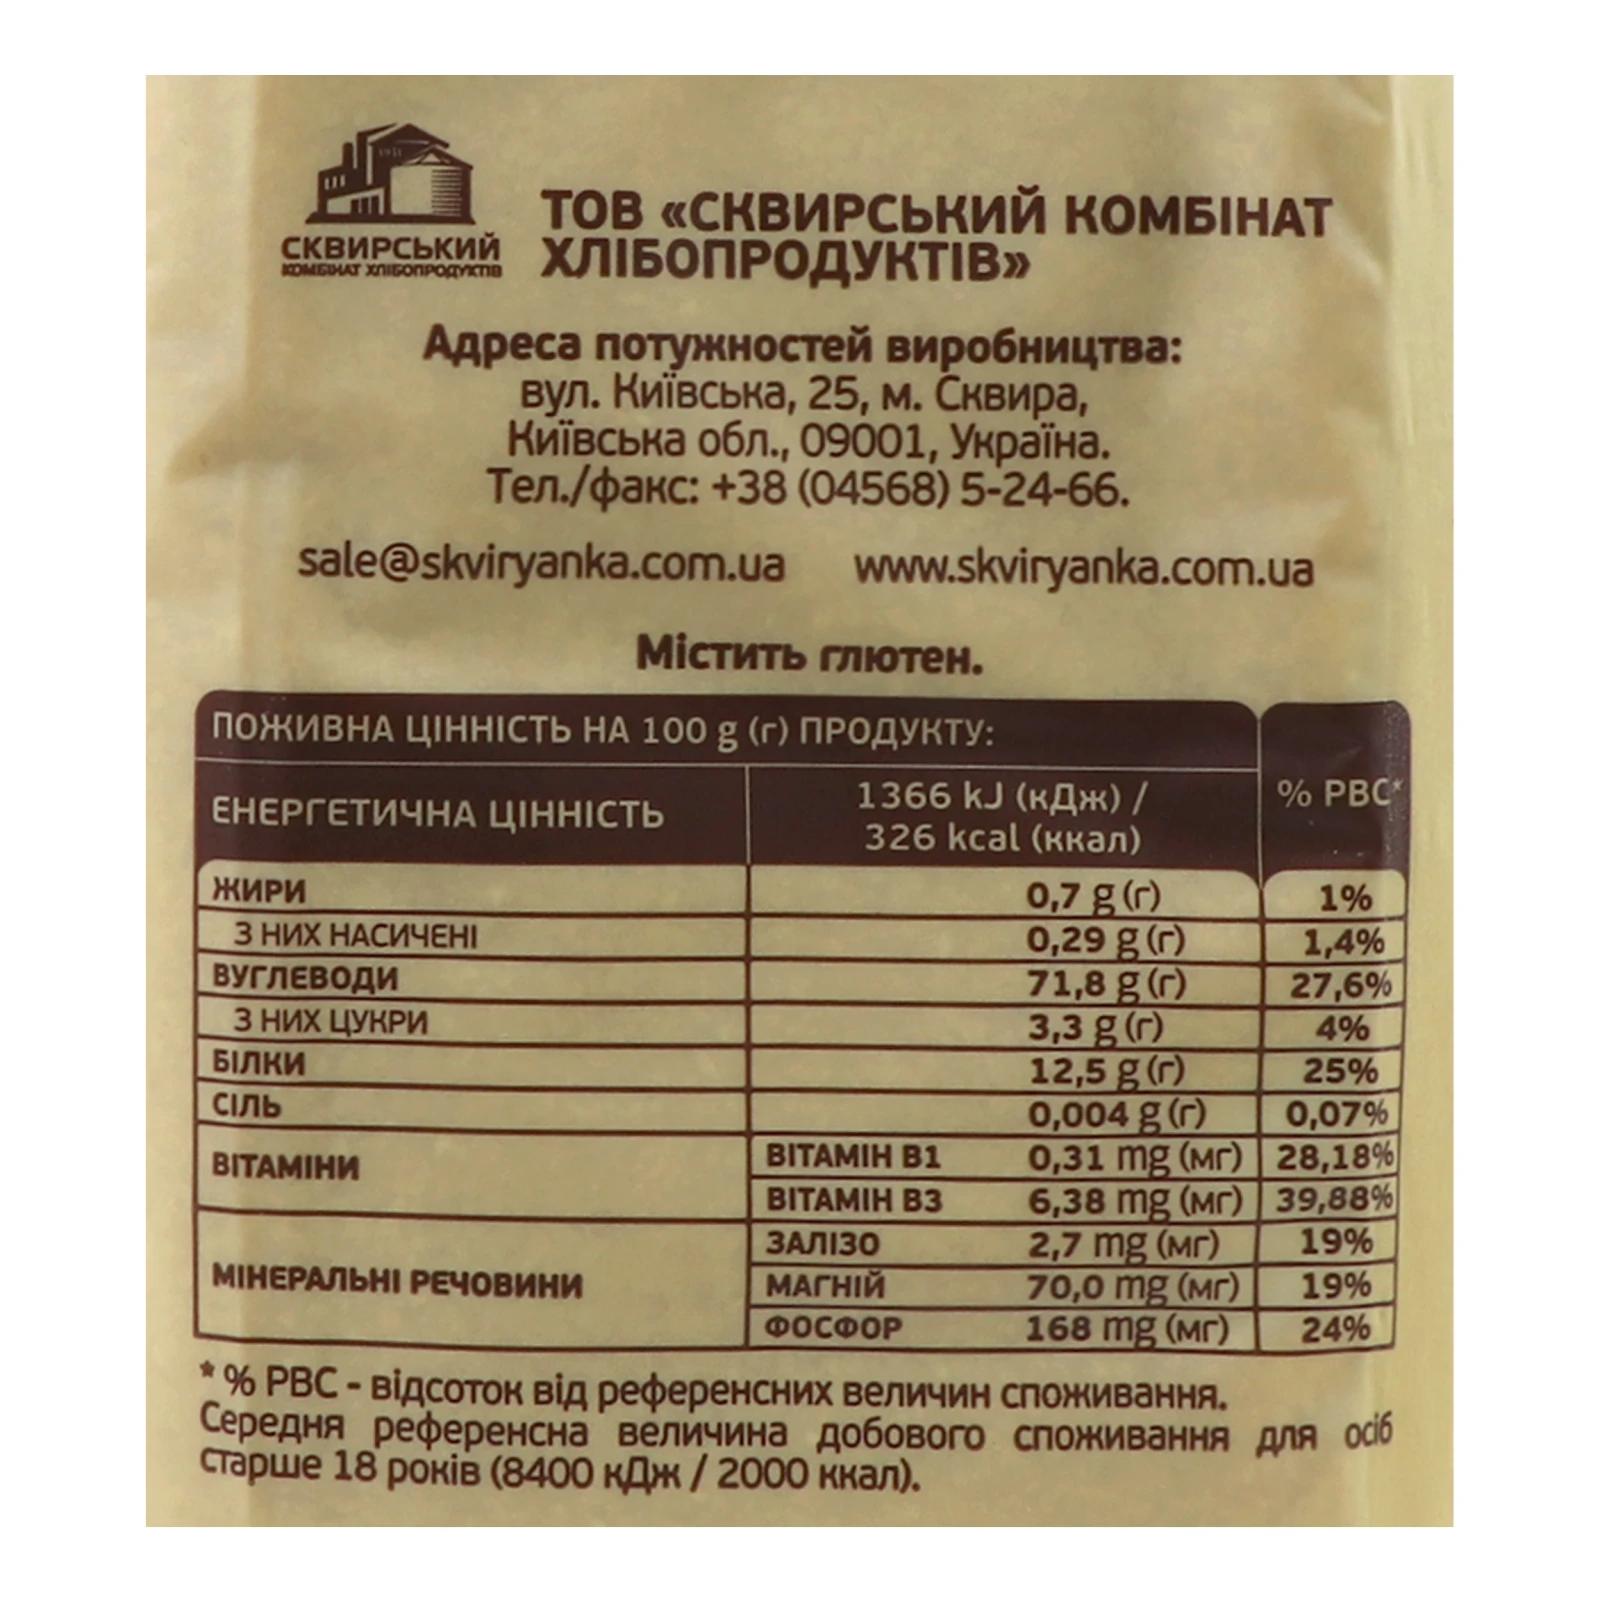 1931
СКВИРСЬКИЙ
КОМБІНАТ ХЛІБОПРОДУКТІВ
ТОВ «СКВИРСЬКИЙ КОМБІНАТ
ХЛІБОПРОДУКТІВ»
Адреса потужностей виробництва:
вул. Київська, 25, м. Сквира,
Київська обл., 09001, Україна.
Тел./факс: +38 (04568) 5-24-66.
sale@skviryanka.com.ua www.skviryanka.com.ua
Містить глютен.
ПОЖИВНА ЦІННІСТЬ НА 100 g (г) ПРОДУКТУ:
ЕНЕРГЕТИЧНА ЦІННІСТЬ 1366 kJ (кДж) /
326 kcal (ккал)
% РВС*
ЖИРИ 0,7 g (г) 1%
З НИХ НАСИЧЕНІ 0,29 g (г) 1,4%
ВУГЛЕВОДИ 71,8 g (г) 27,6%
З НИХ ЦУКРИ 3,3 g (г) 4%
БІЛКИ 12,5 g (г) 25%
СІЛЬ 0,004 g (г) 0,07%
ВІТАМІНИ
ВІТАМІН В1 0,31 mg (мг) 28,18%
ВІТАМІН В3 6,38 mg (мг) 39,88%
МІНЕРАЛЬНІ РЕЧОВИНИ
ЗАЛІЗО 2,7 mg (мг) 19%
МАГНІЙ 70,0 mg (мг) 19%
ФОСФОР 168 mg (мг) 24%
* % РВС - відсоток від референсних величин споживання.
Середня референсна величина добового споживання для осіб
старше 18 років (8400 кДж / 2000 ккал).